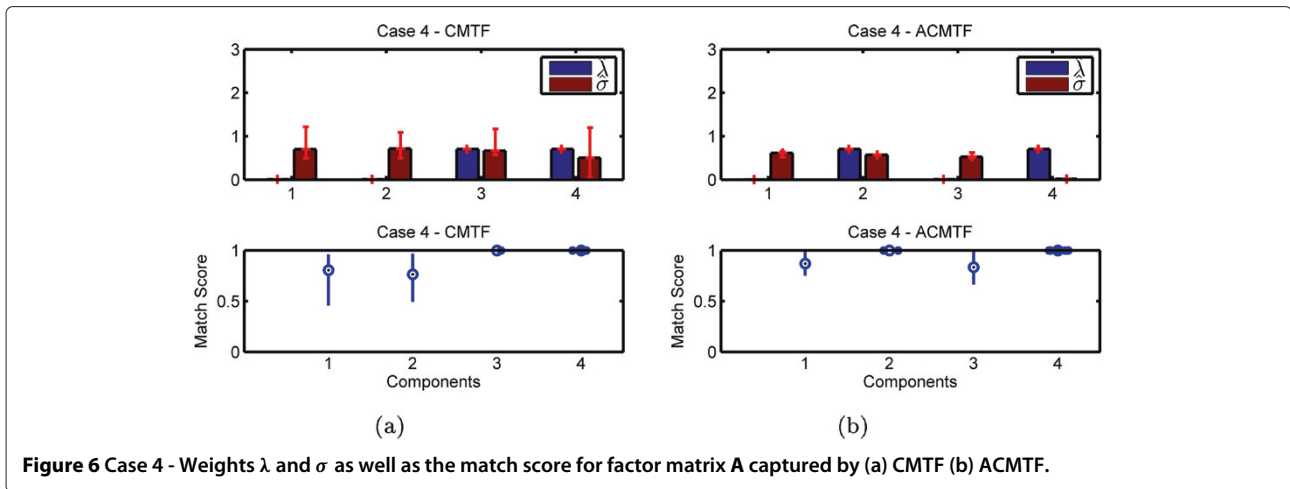 Case 4 - CMTF
3
2
1
0
λ̂
σ̂
1 2 3 4
Case 4 - CMTF
Match Score
1
0.5
0
1 2 3 4
Components
(a)
Case 4 - ACMTF
3
2
1
0
λ̂
σ̂
1 2 3 4
Case 4 - ACMTF
Match Score
1
0.5
0
1 2 3 4
Components
(b)
Figure 6 Case 4 - Weights λ and σ as well as the match score for factor matrix A captured by (a) CMTF (b) ACMTF.